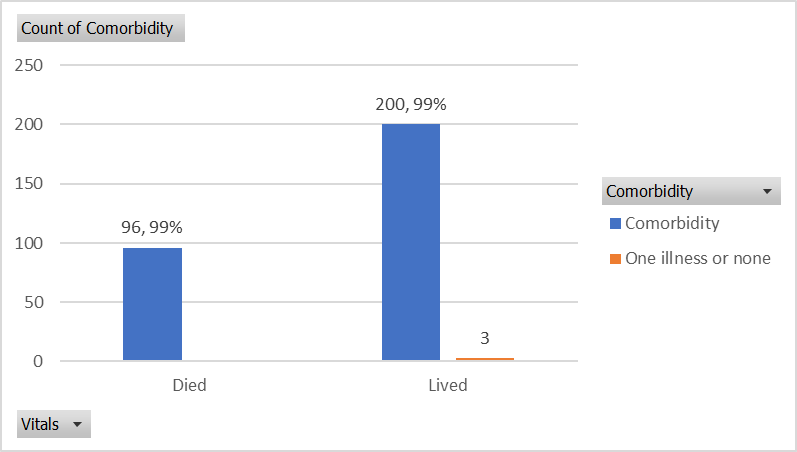 Count of Comorbidity
250
200
150
100
50
0
96, 99%
200, 99%
3
Died
Lived
Comorbidity
Comorbidity
One illness or none
Vitals